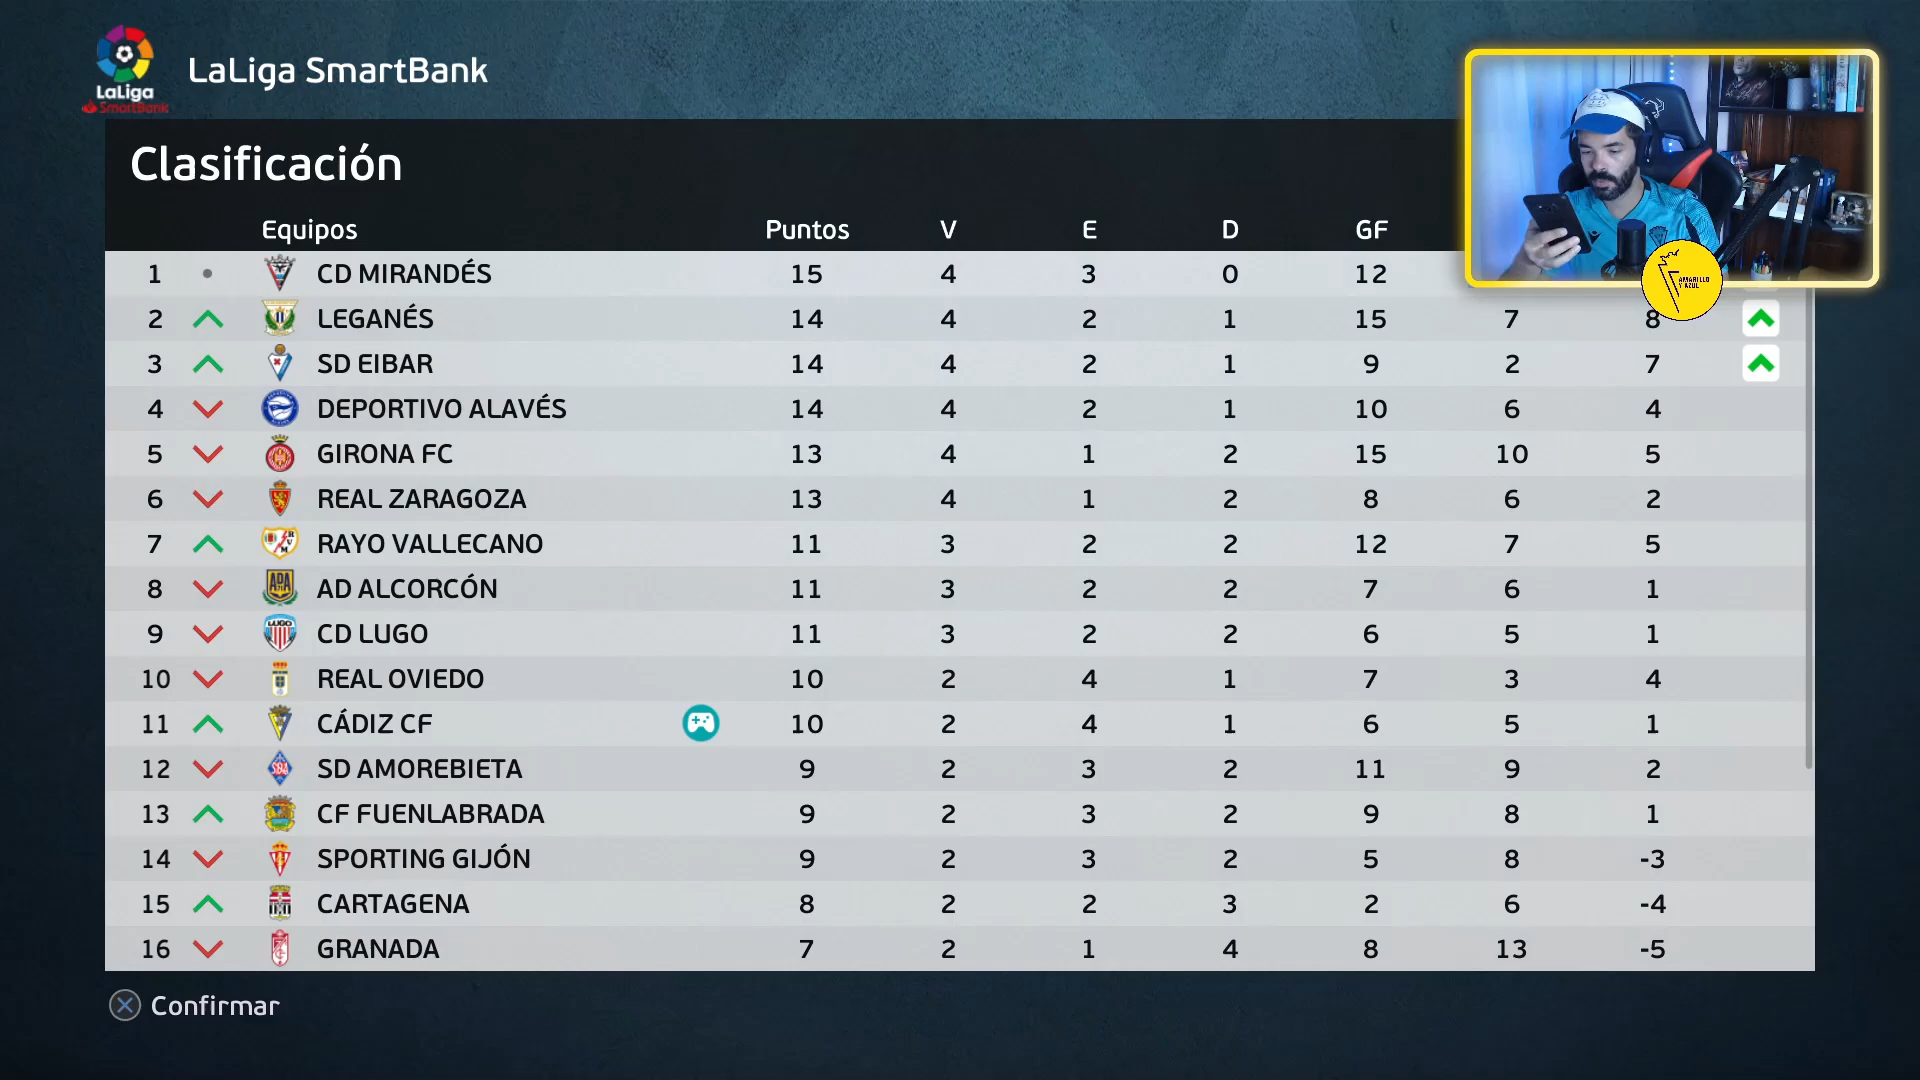 LaLiga SmartBank
LaLiga
SmartBank
Clasificación
Equipos Puntos V E D GF
1 CD MIRANDÉS 15 4 3 0 12
2 LEGANÉS 14 4 2 1 15 7 8
3 SD EIBAR 14 4 2 1 9 2 7
4 DEPORTIVO ALAVÉS 14 4 2 1 10 6 4
5 GIRONA FC 13 4 1 2 15 10 5
6 REAL ZARAGOZA 13 4 1 2 8 6 2
7 RAYO VALLECANO 11 3 2 2 12 7 5
8 AD ALCORCÓN 11 3 2 2 7 6 1
9 CD LUGO 11 3 2 2 6 5 1
10 REAL OVIEDO 10 2 4 1 7 3 4
11 CÁDIZ CF 10 2 4 1 6 5 1
12 SD AMOREBIETA 9 2 3 2 11 9 2
13 CF FUENLABRADA 9 2 3 2 9 8 1
14 SPORTING GIJÓN 9 2 3 2 5 8 -3
15 CARTAGENA 8 2 2 3 2 6 -4
16 GRANADA 7 2 1 4 8 13 -5
Confirmar
AMARILLO
Y AZUL